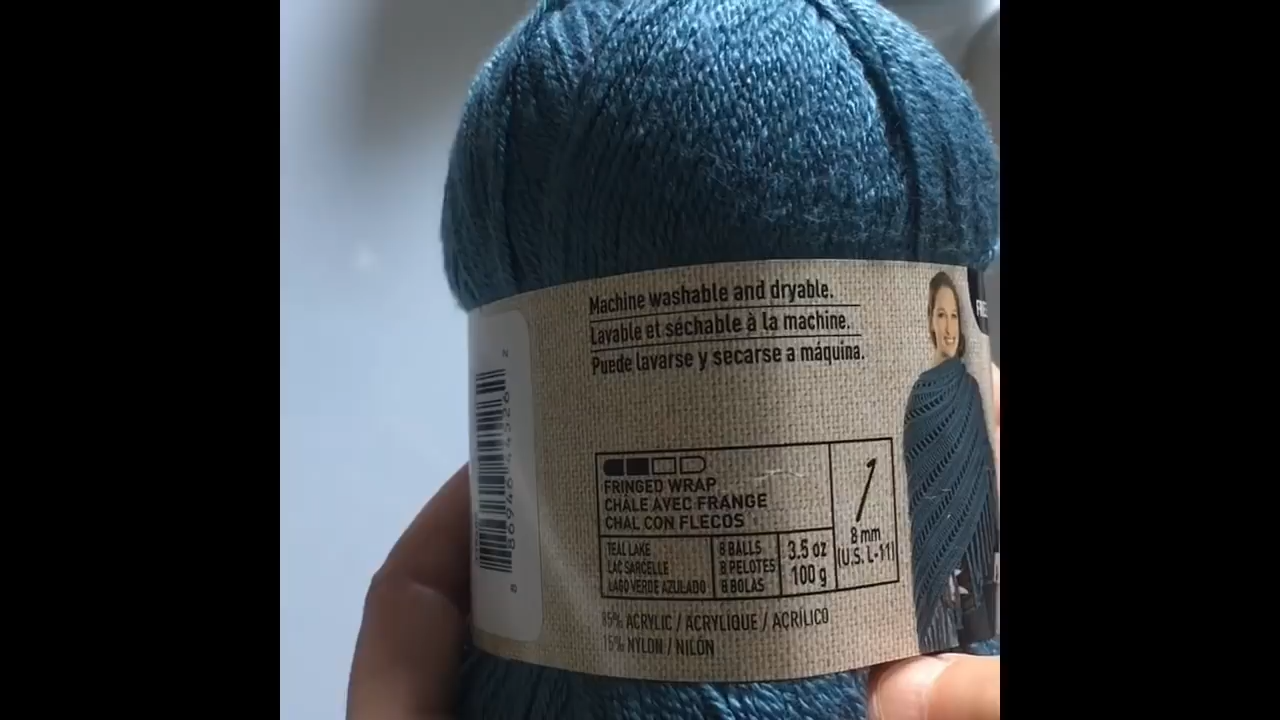 Machine washable and dryable.
Lavable et séchable à la machine.
Puede lavarse y secarse a máquina.
FRINGED WRAP
CHÂLE AVEC FRANGE
CHAL CON FLECOS
8 mm
(U.S. L-11)
TEAL LAKE
LAC SARCELLE
LAGO VERDE AZULADO
8 BALLS
8 PELOTES
8 BOLAS
3.5 oz
100 g
85% ACRYLIC / ACRYLIQUE / ACRÍLICO
15% NYLON / NILÓN